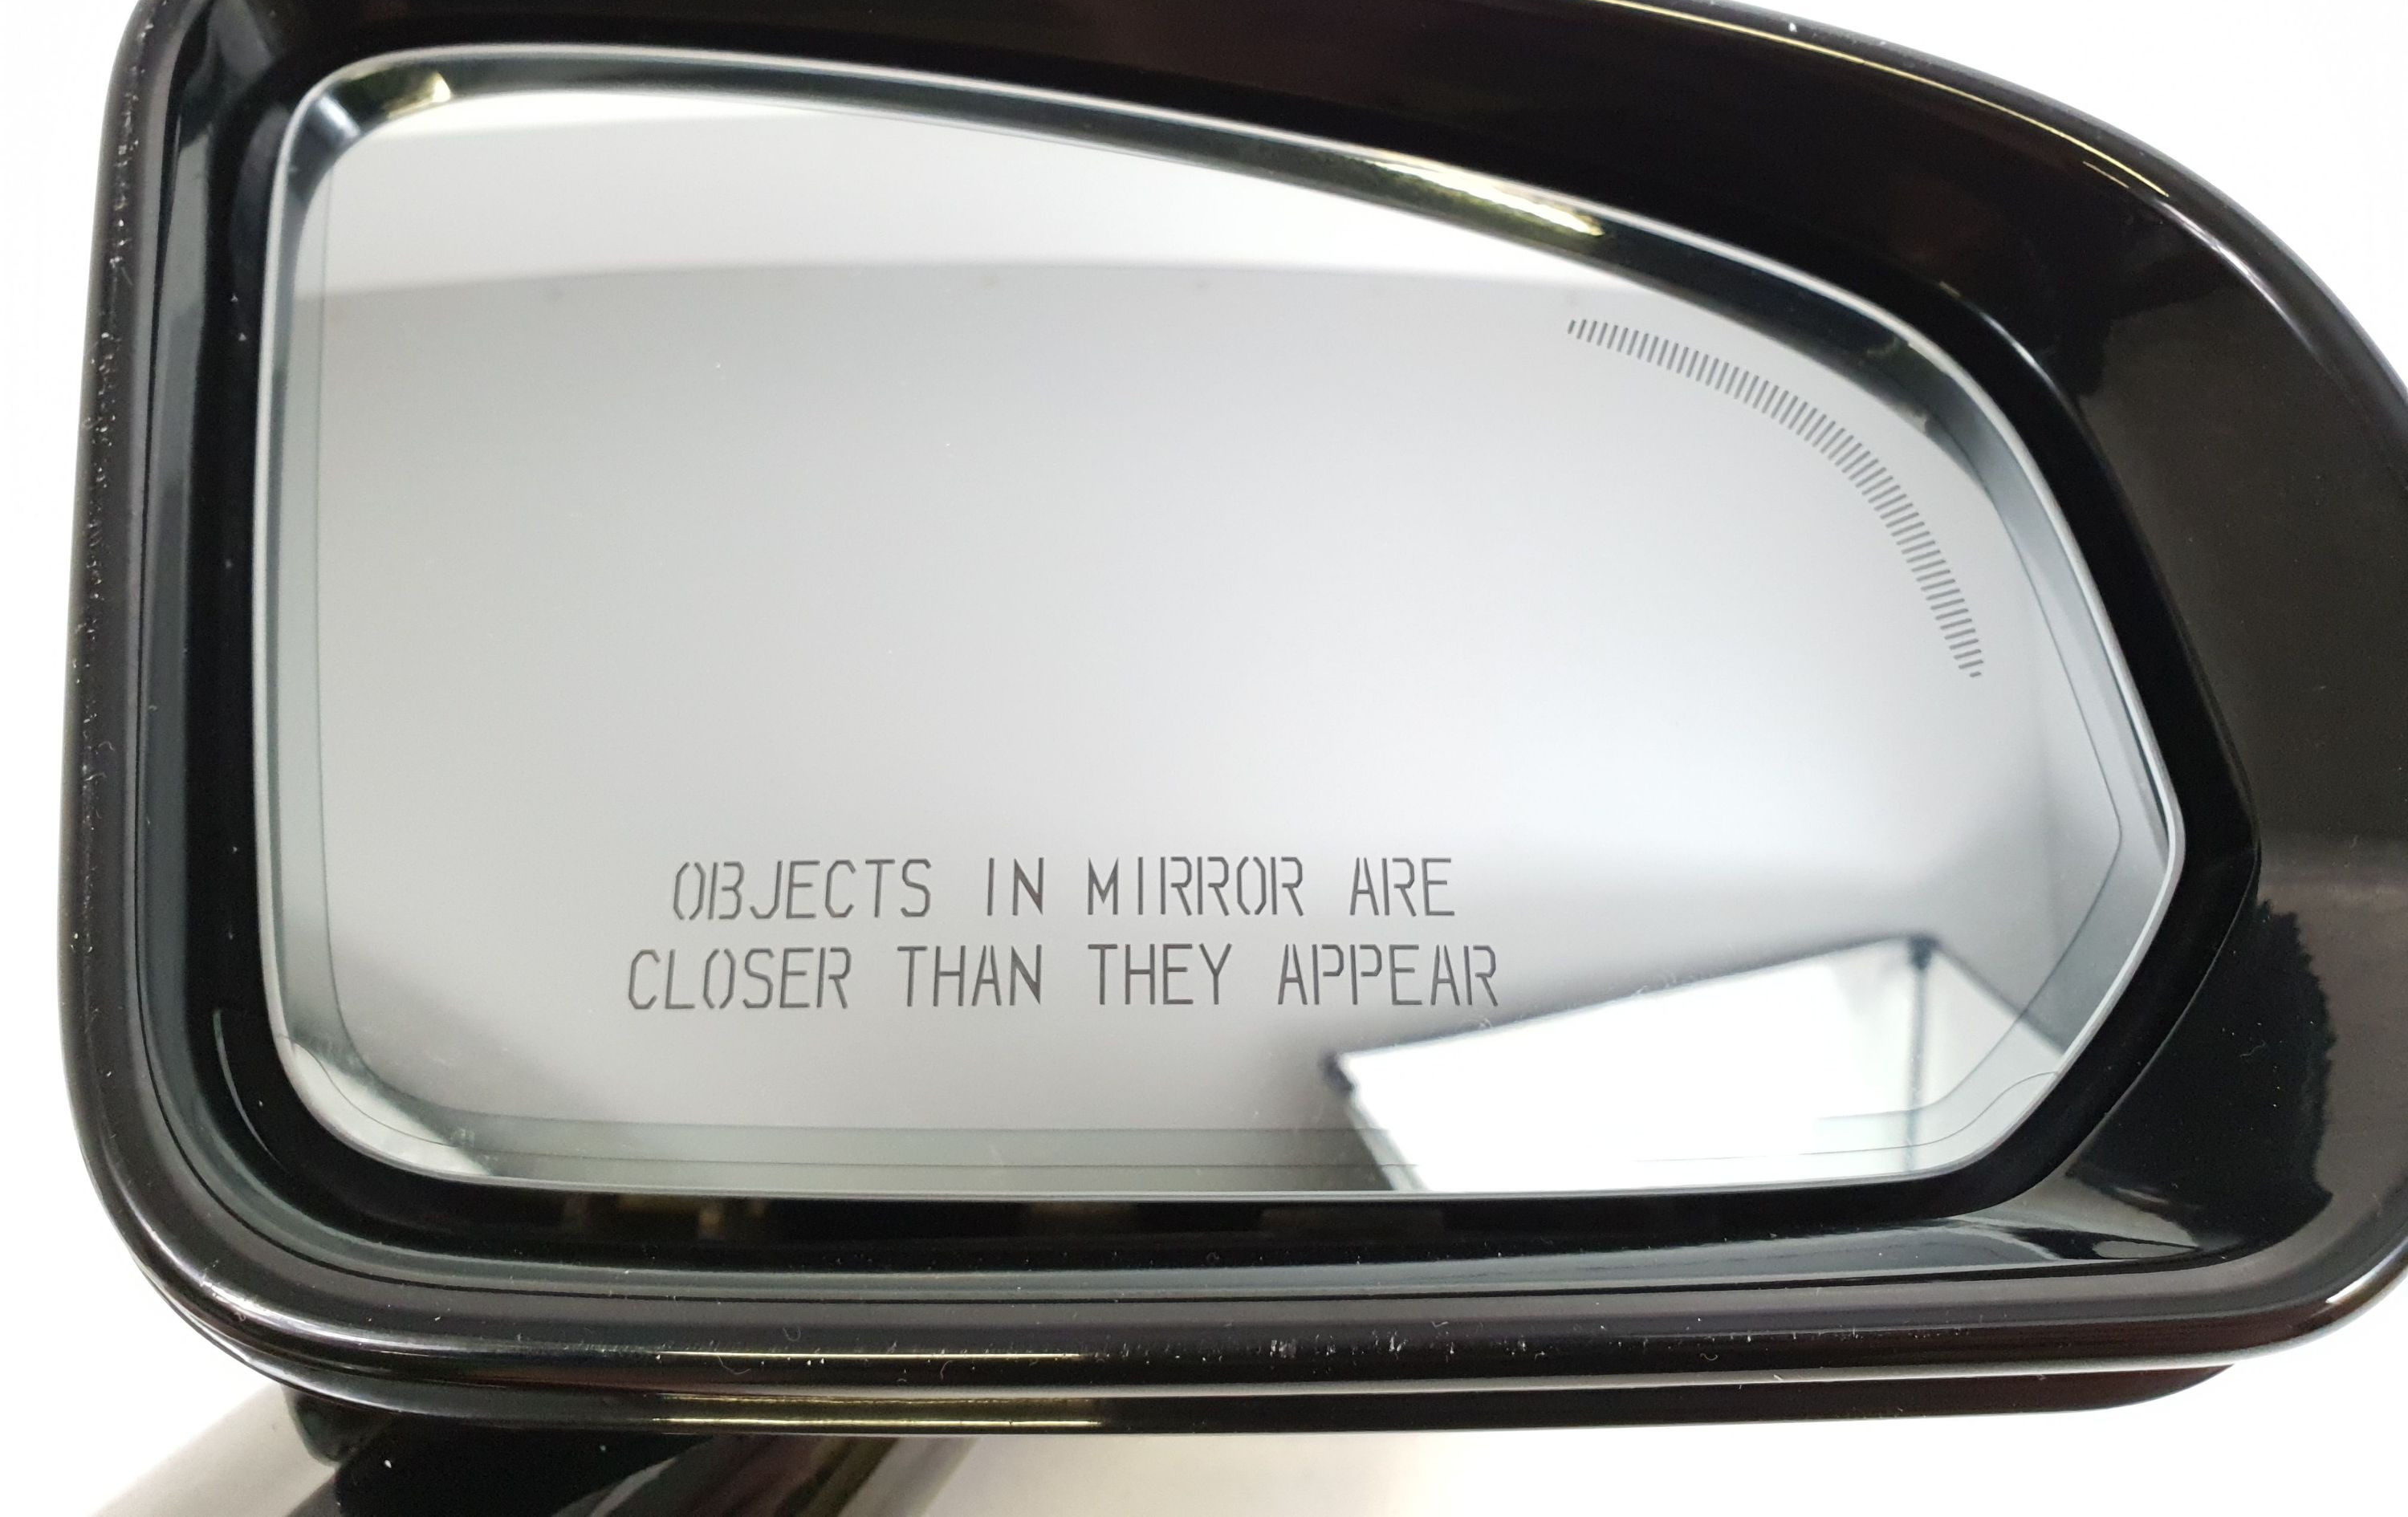 OBJECTS IN MIRROR ARE
CLOSER THAN THEY APPEAR